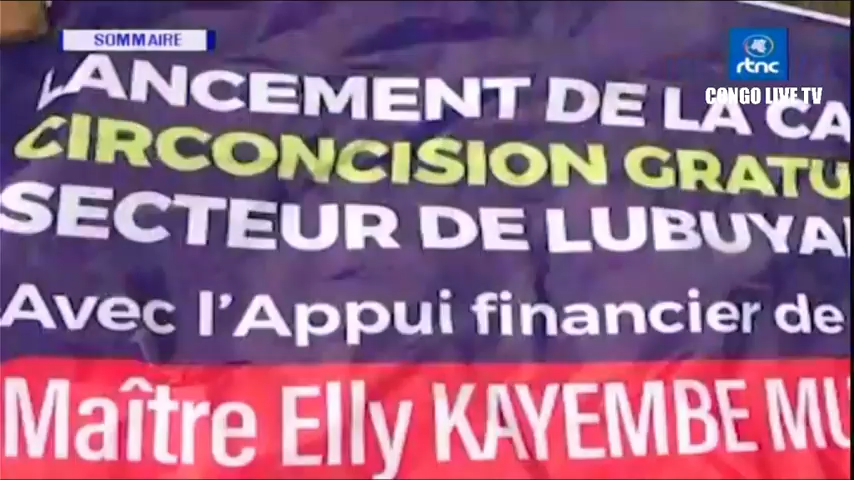 SOMMAIRE
rtnc
CONGO LIVE TV
LANCEMENT DE LA CA
CIRCONCISION GRATU
SECTEUR DE LUBUYA
Avec l'Appui financier de
Maître Elly KAYEMBE MU